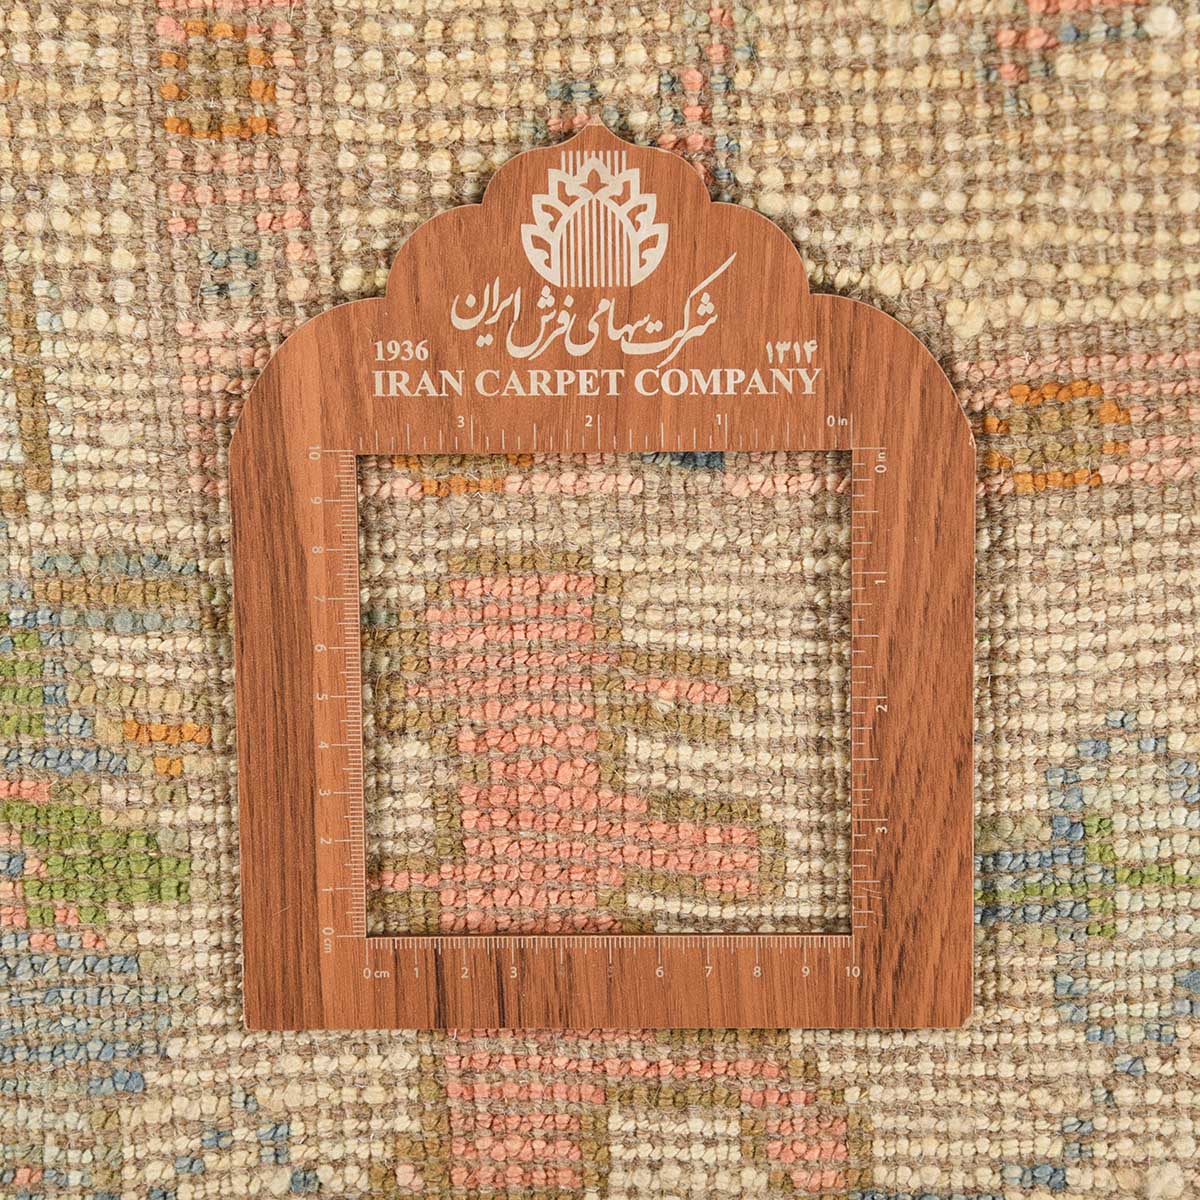 شرکت سهامی فرش ایران
1936 ۱۳۱۴
IRAN CARPET COMPANY
3 2 1 0 in
10 9 8 7 6 5 4 3 2 1 0 cm
0 in 1 2 3
0 cm 1 2 3 4 5 6 7 8 9 10